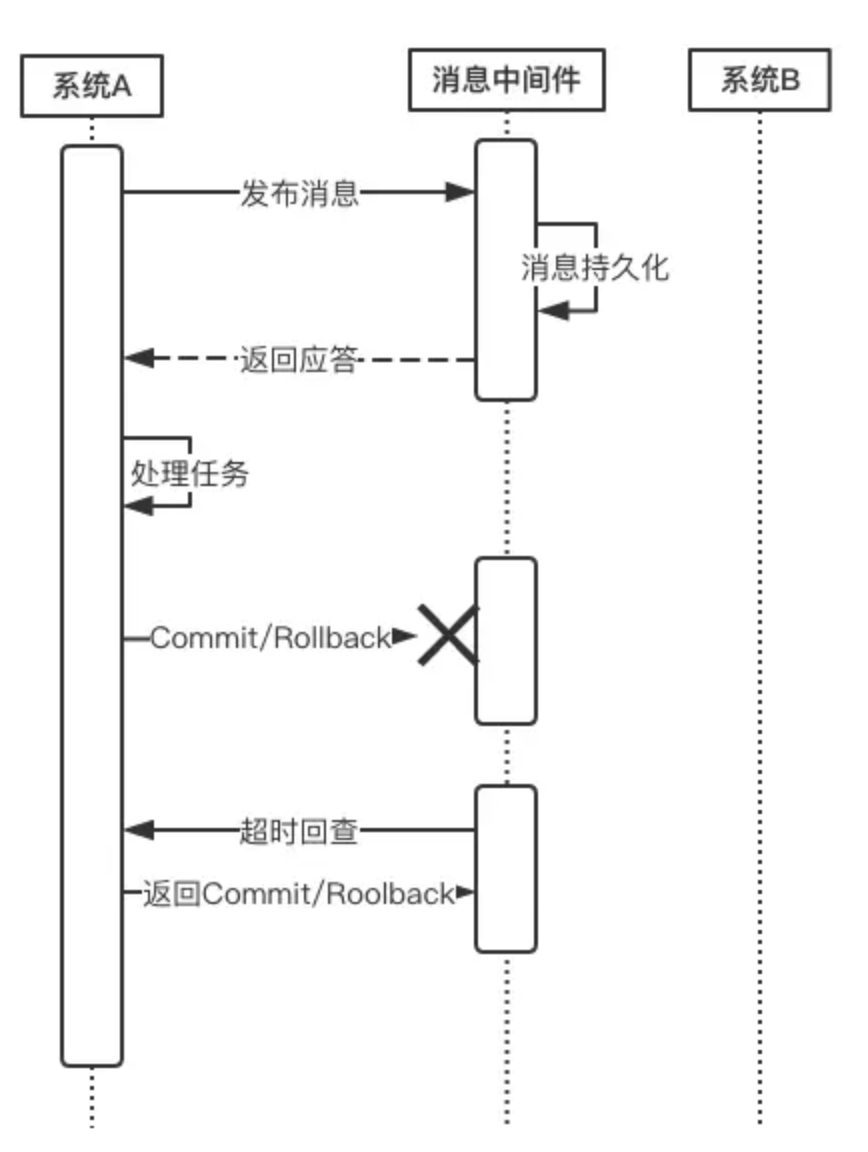 系统A
消息中间件
系统B
发布消息
消息持久化
返回应答
处理任务
Commit/Rollback
超时回查
返回Commit/Roolback